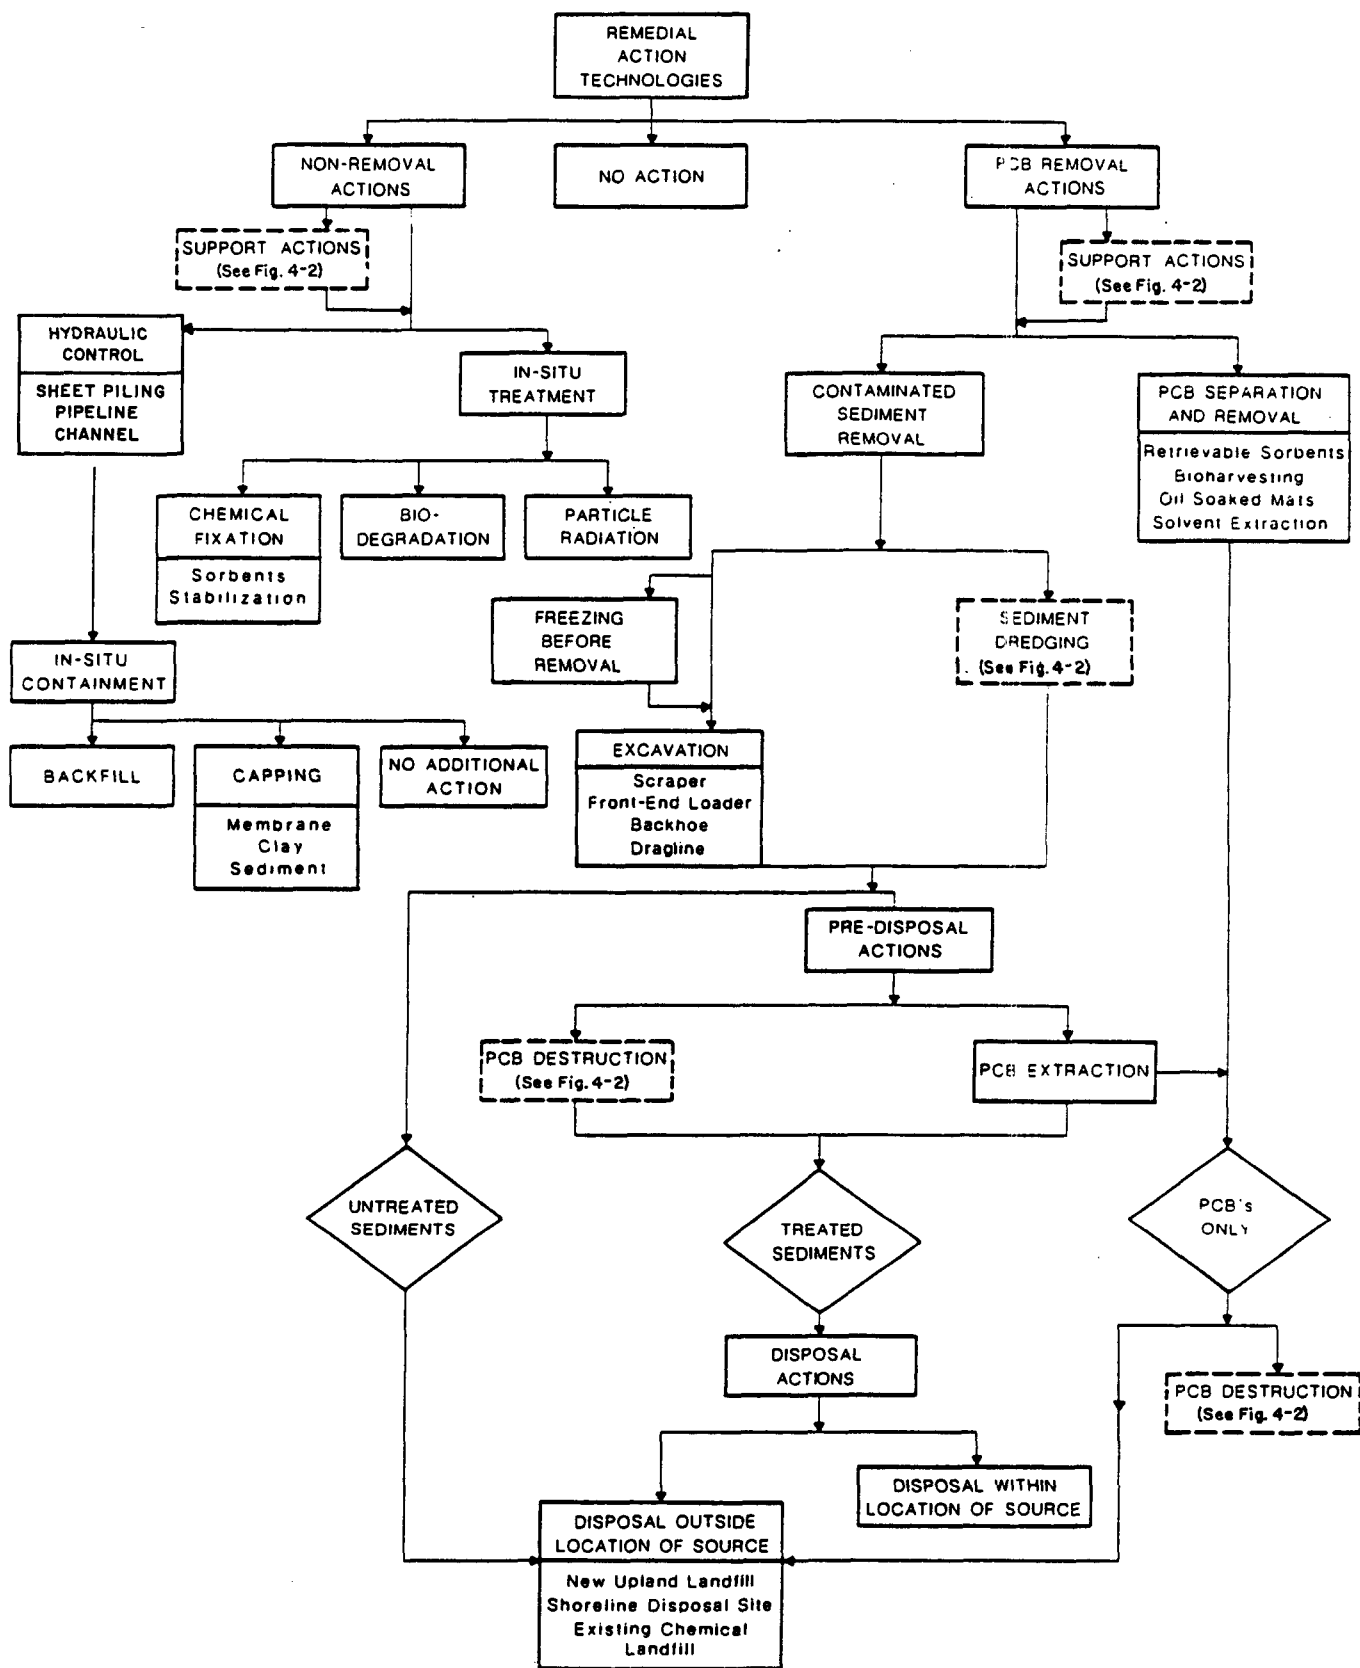 REMEDIAL
ACTION
TECHNOLOGIES
NON-REMOVAL
ACTIONS
NO ACTION
PCB REMOVAL
ACTIONS
SUPPORT ACTIONS
(See Fig. 4-2)
SUPPORT ACTIONS
(See Fig. 4-2)
HYDRAULIC
CONTROL
SHEET PILING
PIPELINE
CHANNEL
IN-SITU
TREATMENT
CONTAMINATED
SEDIMENT
REMOVAL
PCB SEPARATION
AND REMOVAL
Retrievable Sorbents
Bioharvesting
Oil Soaked Mats
Solvent Extraction
CHEMICAL
FIXATION
Sorbents
Stabilization
BIO-
DEGRADATION
PARTICLE
RADIATION
FREEZING
BEFORE
REMOVAL
SEDIMENT
DREDGING
(See Fig. 4-2)
IN-SITU
CONTAINMENT
BACKFILL
CAPPING
Membrane
Clay
Sediment
NO ADDITIONAL
ACTION
EXCAVATION
Scraper
Front-End Loader
Backhoe
Dragline
PRE-DISPOSAL
ACTIONS
PCB DESTRUCTION
(See Fig. 4-2)
PCB EXTRACTION
UNTREATED
SEDIMENTS
TREATED
SEDIMENTS
PCB's
ONLY
DISPOSAL
ACTIONS
PCB DESTRUCTION
(See Fig. 4-2)
DISPOSAL WITHIN
LOCATION OF SOURCE
DISPOSAL OUTSIDE
LOCATION OF SOURCE
New Upland Landfill
Shoreline Disposal Site
Existing Chemical
Landfill